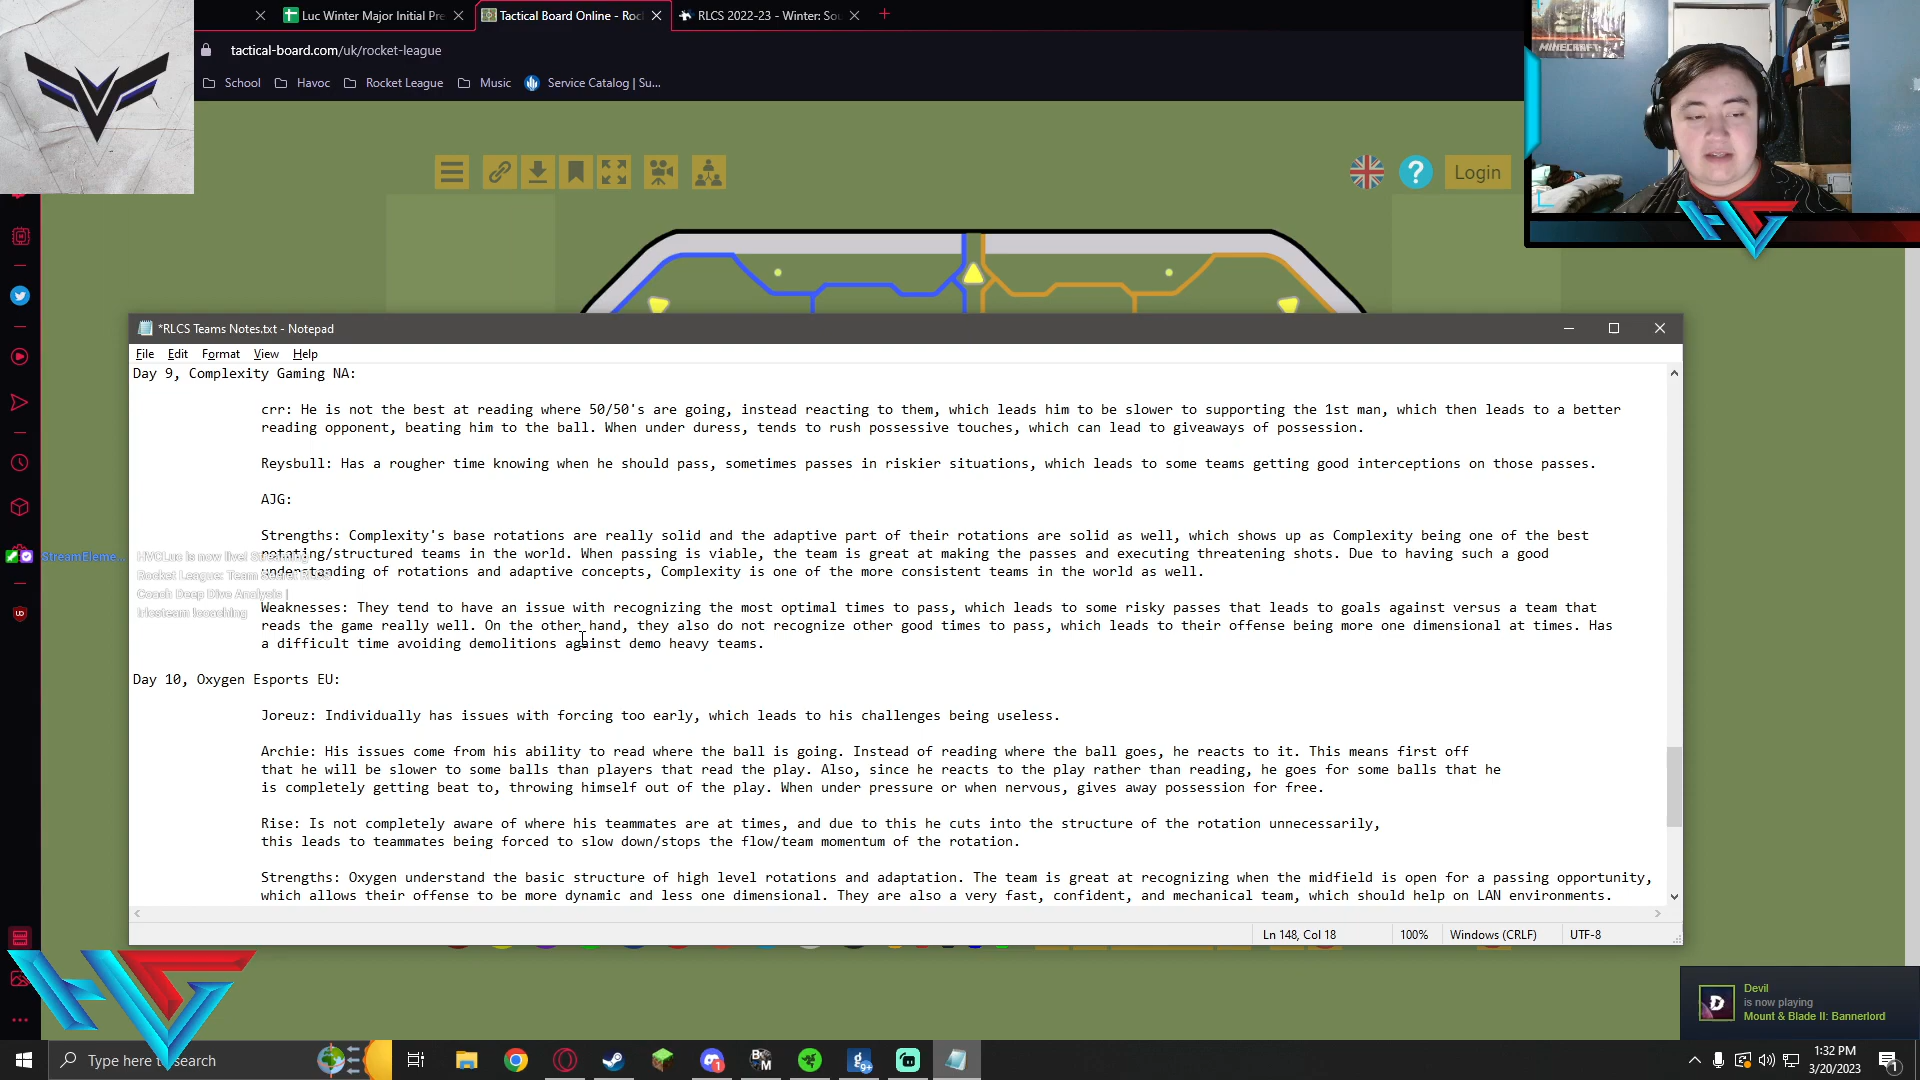 Luc Winter Major Initial Pre
Tactical Board Online - Roc
RLCS 2022-23 - Winter: Sou
tactical-board.com/uk/rocket-league
School
Havoc
Rocket League
Music
Service Catalog | Su...
MINECRAFT
Login
*RLCS Teams Notes.txt - Notepad
File Edit Format View Help
Day 9, Complexity Gaming NA:
crr: He is not the best at reading where 50/50's are going, instead reacting to them, which leads him to be slower to supporting the 1st man, which then leads to a better
reading opponent, beating him to the ball. When under duress, tends to rush possessive touches, which can lead to giveaways of possession.
Reysbull: Has a rougher time knowing when he should pass, sometimes passes in riskier situations, which leads to some teams getting good interceptions on those passes.
AJG:
Strengths: Complexity's base rotations are really solid and the adaptive part of their rotations are solid as well, which shows up as Complexity being one of the best
rotating/structured teams in the world. When passing is viable, the team is great at making the passes and executing threatening shots. Due to having such a good
understanding of rotations and adaptive concepts, Complexity is one of the more consistent teams in the world as well.
StreamEleme...
HVCLuc is now live! Streaming
Rocket League: Team Secret RLCS
Coach Deep Dive Analysis |
!rlcsteam !coaching
Weaknesses: They tend to have an issue with recognizing the most optimal times to pass, which leads to some risky passes that leads to goals against versus a team that
reads the game really well. On the other hand, they also do not recognize other good times to pass, which leads to their offense being more one dimensional at times. Has
a difficult time avoiding demolitions against demo heavy teams.
Day 10, Oxygen Esports EU:
Joreuz: Individually has issues with forcing too early, which leads to his challenges being useless.
Archie: His issues come from his ability to read where the ball is going. Instead of reading where the ball goes, he reacts to it. This means first off
that he will be slower to some balls than players that read the play. Also, since he reacts to the play rather than reading, he goes for some balls that he
is completely getting beat to, throwing himself out of the play. When under pressure or when nervous, gives away possession for free.
Rise: Is not completely aware of where his teammates are at times, and due to this he cuts into the structure of the rotation unnecessarily,
this leads to teammates being forced to slow down/stops the flow/team momentum of the rotation.
Strengths: Oxygen understand the basic structure of high level rotations and adaptation. The team is great at recognizing when the midfield is open for a passing opportunity,
which allows their offense to be more dynamic and less one dimensional. They are also a very fast, confident, and mechanical team, which should help on LAN environments.
Ln 148, Col 18
100%
Windows (CRLF)
UTF-8
Devil
is now playing
Mount & Blade II: Bannerlord
Type here to search
1:32 PM
3/20/2023